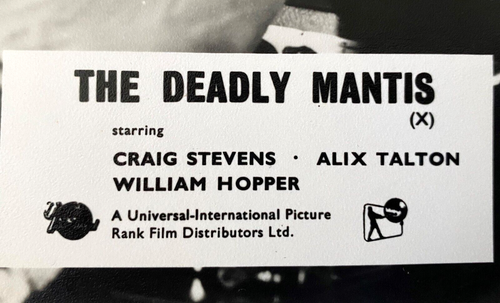 THE DEADLY MANTIS
(X)
starring
CRAIG STEVENS · ALIX TALTON
WILLIAM HOPPER
A Universal-International Picture
Rank Film Distributors Ltd.